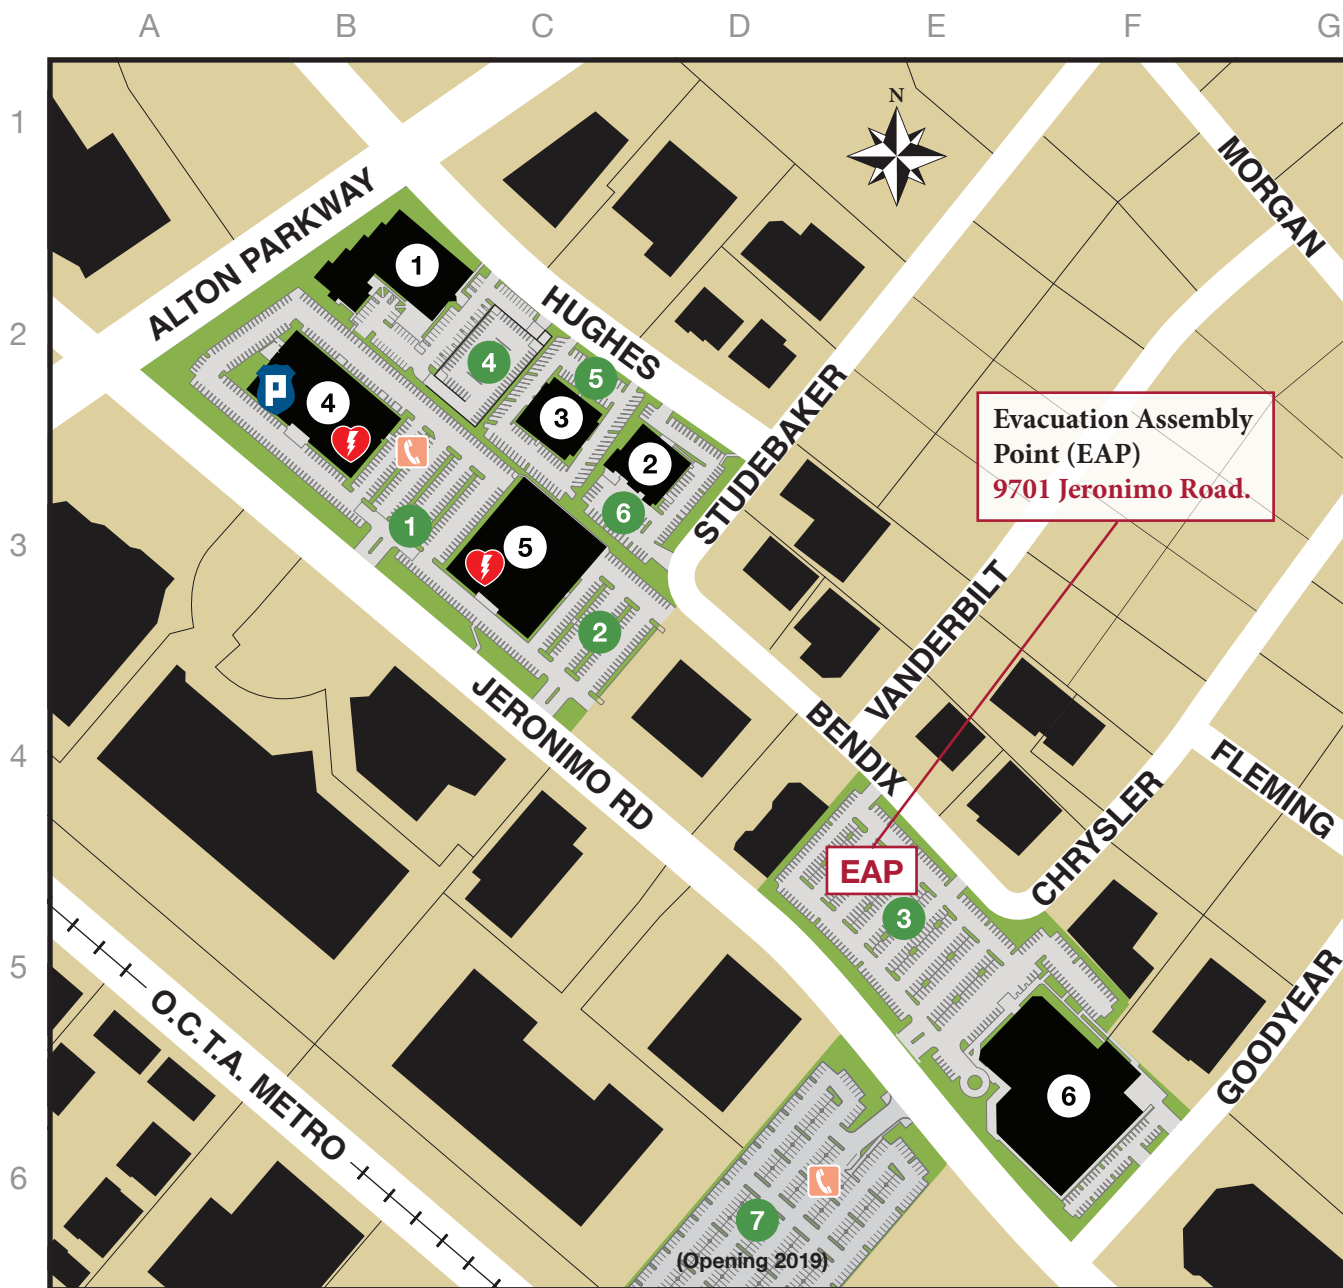 A B C D E F G
1
2
3
4
5
6
N
MORGAN
ALTON PARKWAY
1
HUGHES
4
5
STUDEBAKER
P
4
3
2
Evacuation Assembly
Point (EAP)
9701 Jeronimo Road.
1
6
5
2
VANDERBILT
JERONIMO RD
BENDIX
FLEMING
CHRYSLER
EAP
3
GOODYEAR
O.C.T.A. METRO
6
7
(Opening 2019)